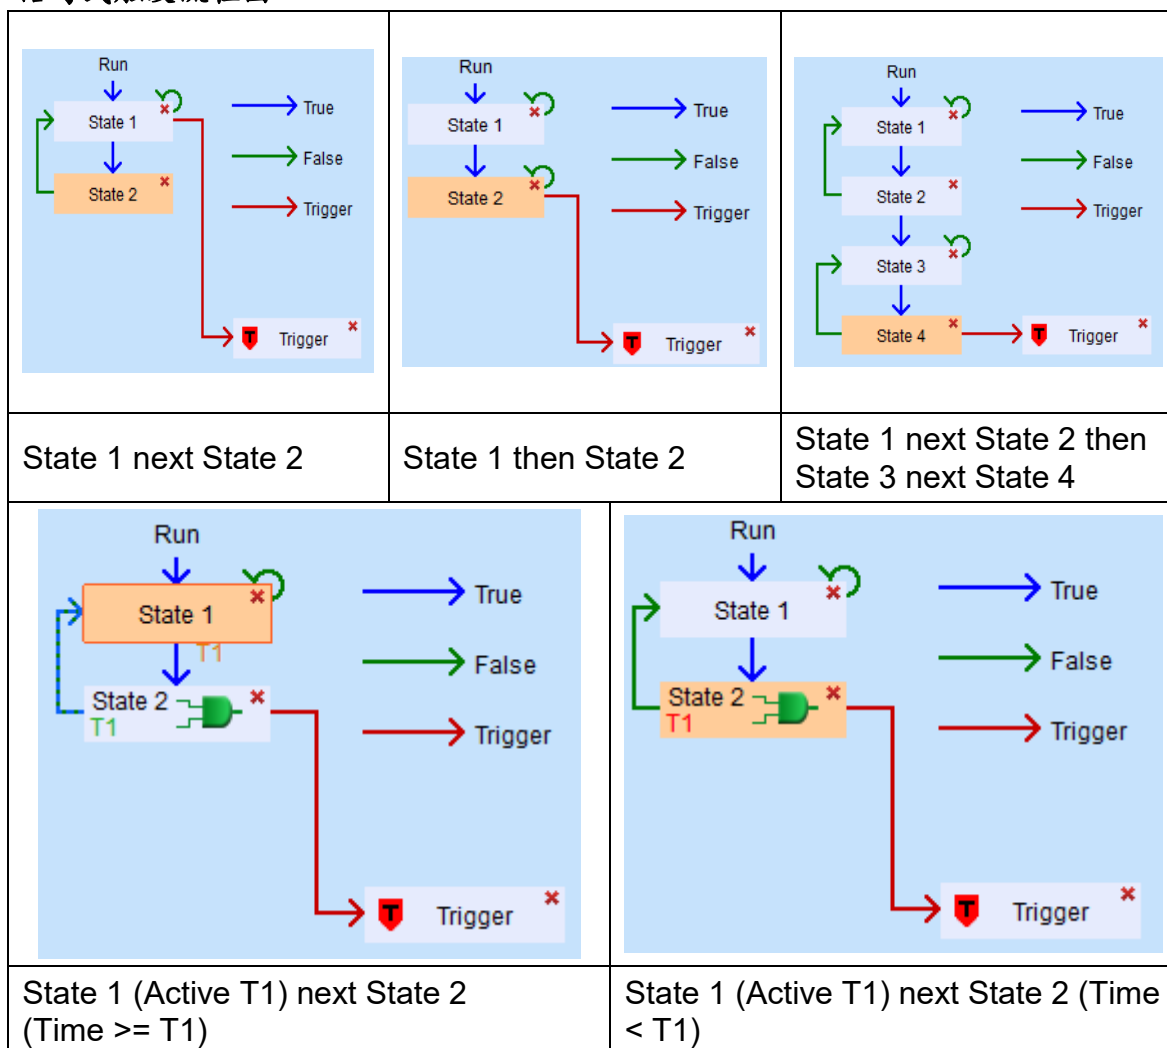 Run
State 1
State 2
True
False
Trigger
T Trigger
Run
State 1
State 2
True
False
Trigger
T Trigger
Run
State 1
State 2
State 3
State 4
True
False
Trigger
T Trigger
State 1 next State 2
State 1 then State 2
State 1 next State 2 then
State 3 next State 4
Run
State 1
T1
State 2
T1
True
False
Trigger
T Trigger
Run
State 1
State 2
T1
True
False
Trigger
T Trigger
State 1 (Active T1) next State 2
(Time >= T1)
State 1 (Active T1) next State 2 (Time
< T1)